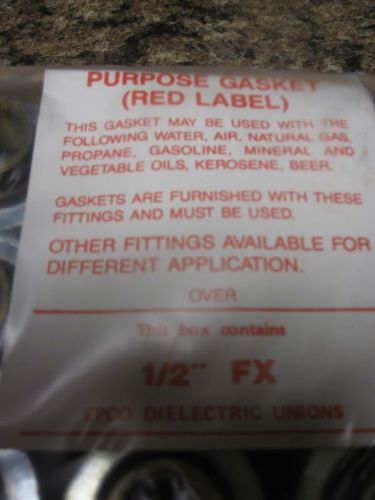 PURPOSE GASKET
(RED LABEL)
THIS GASKET MAY BE USED WITH THE
FOLLOWING WATER, AIR, NATURAL GAS,
PROPANE, GASOLINE, MINERAL AND
VEGETABLE OILS, KEROSENE, BEER.
GASKETS ARE FURNISHED WITH THESE
FITTINGS AND MUST BE USED.
OTHER FITTINGS AVAILABLE FOR
DIFFERENT APPLICATION.
OVER
This box contains
1/2" FX
EPCO DIELECTRIC UNIONS